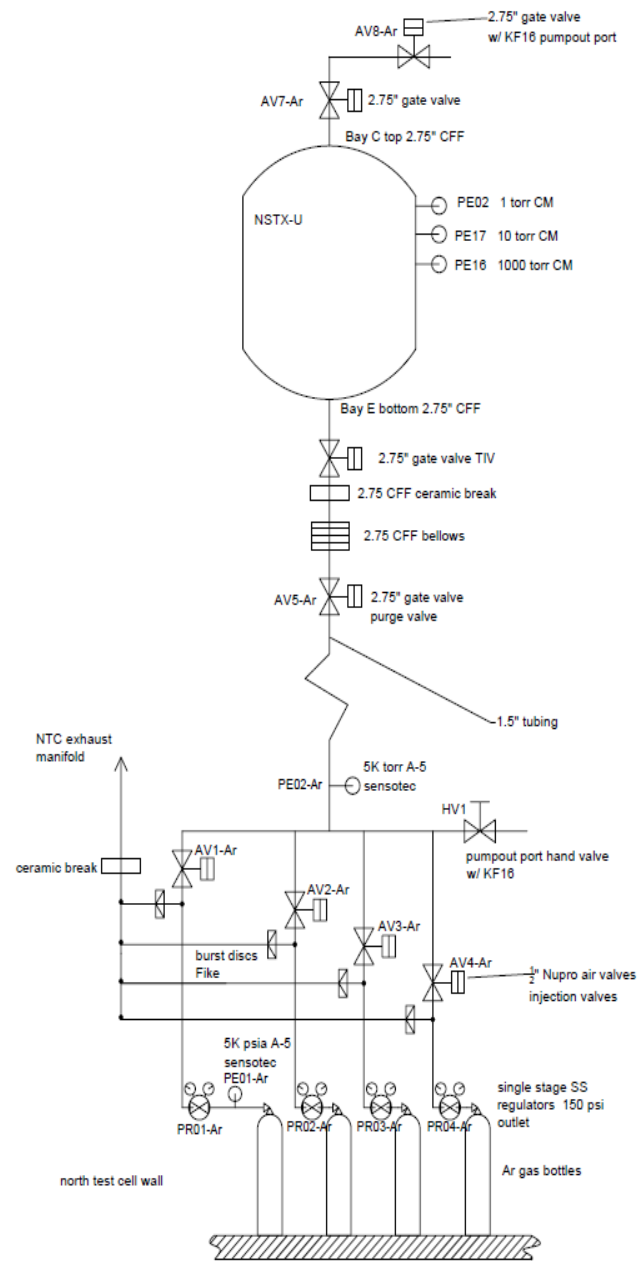 2.75" gate valve
w/ KF16 pumpout port
AV8-Ar
AV7-Ar
2.75" gate valve
Bay C top 2.75" CFF
NSTX-U
PE02 1 torr CM
PE17 10 torr CM
PE16 1000 torr CM
Bay E bottom 2.75" CFF
2.75" gate valve TIV
2.75 CFF ceramic break
2.75 CFF bellows
AV5-Ar
2.75" gate valve
purge valve
1.5" tubing
NTC exhaust
manifold
5K torr A-5
sensotec
PE02-Ar
HV1
pumpout port hand valve
w/ KF16
ceramic break
AV1-Ar
AV2-Ar
AV3-Ar
AV4-Ar
burst discs
Fike
1/2" Nupro air valves
injection valves
5K psia A-5
sensotec
PE01-Ar
single stage SS
regulators 150 psi
outlet
PR01-Ar
PR02-Ar
PR03-Ar
PR04-Ar
north test cell wall
Ar gas bottles